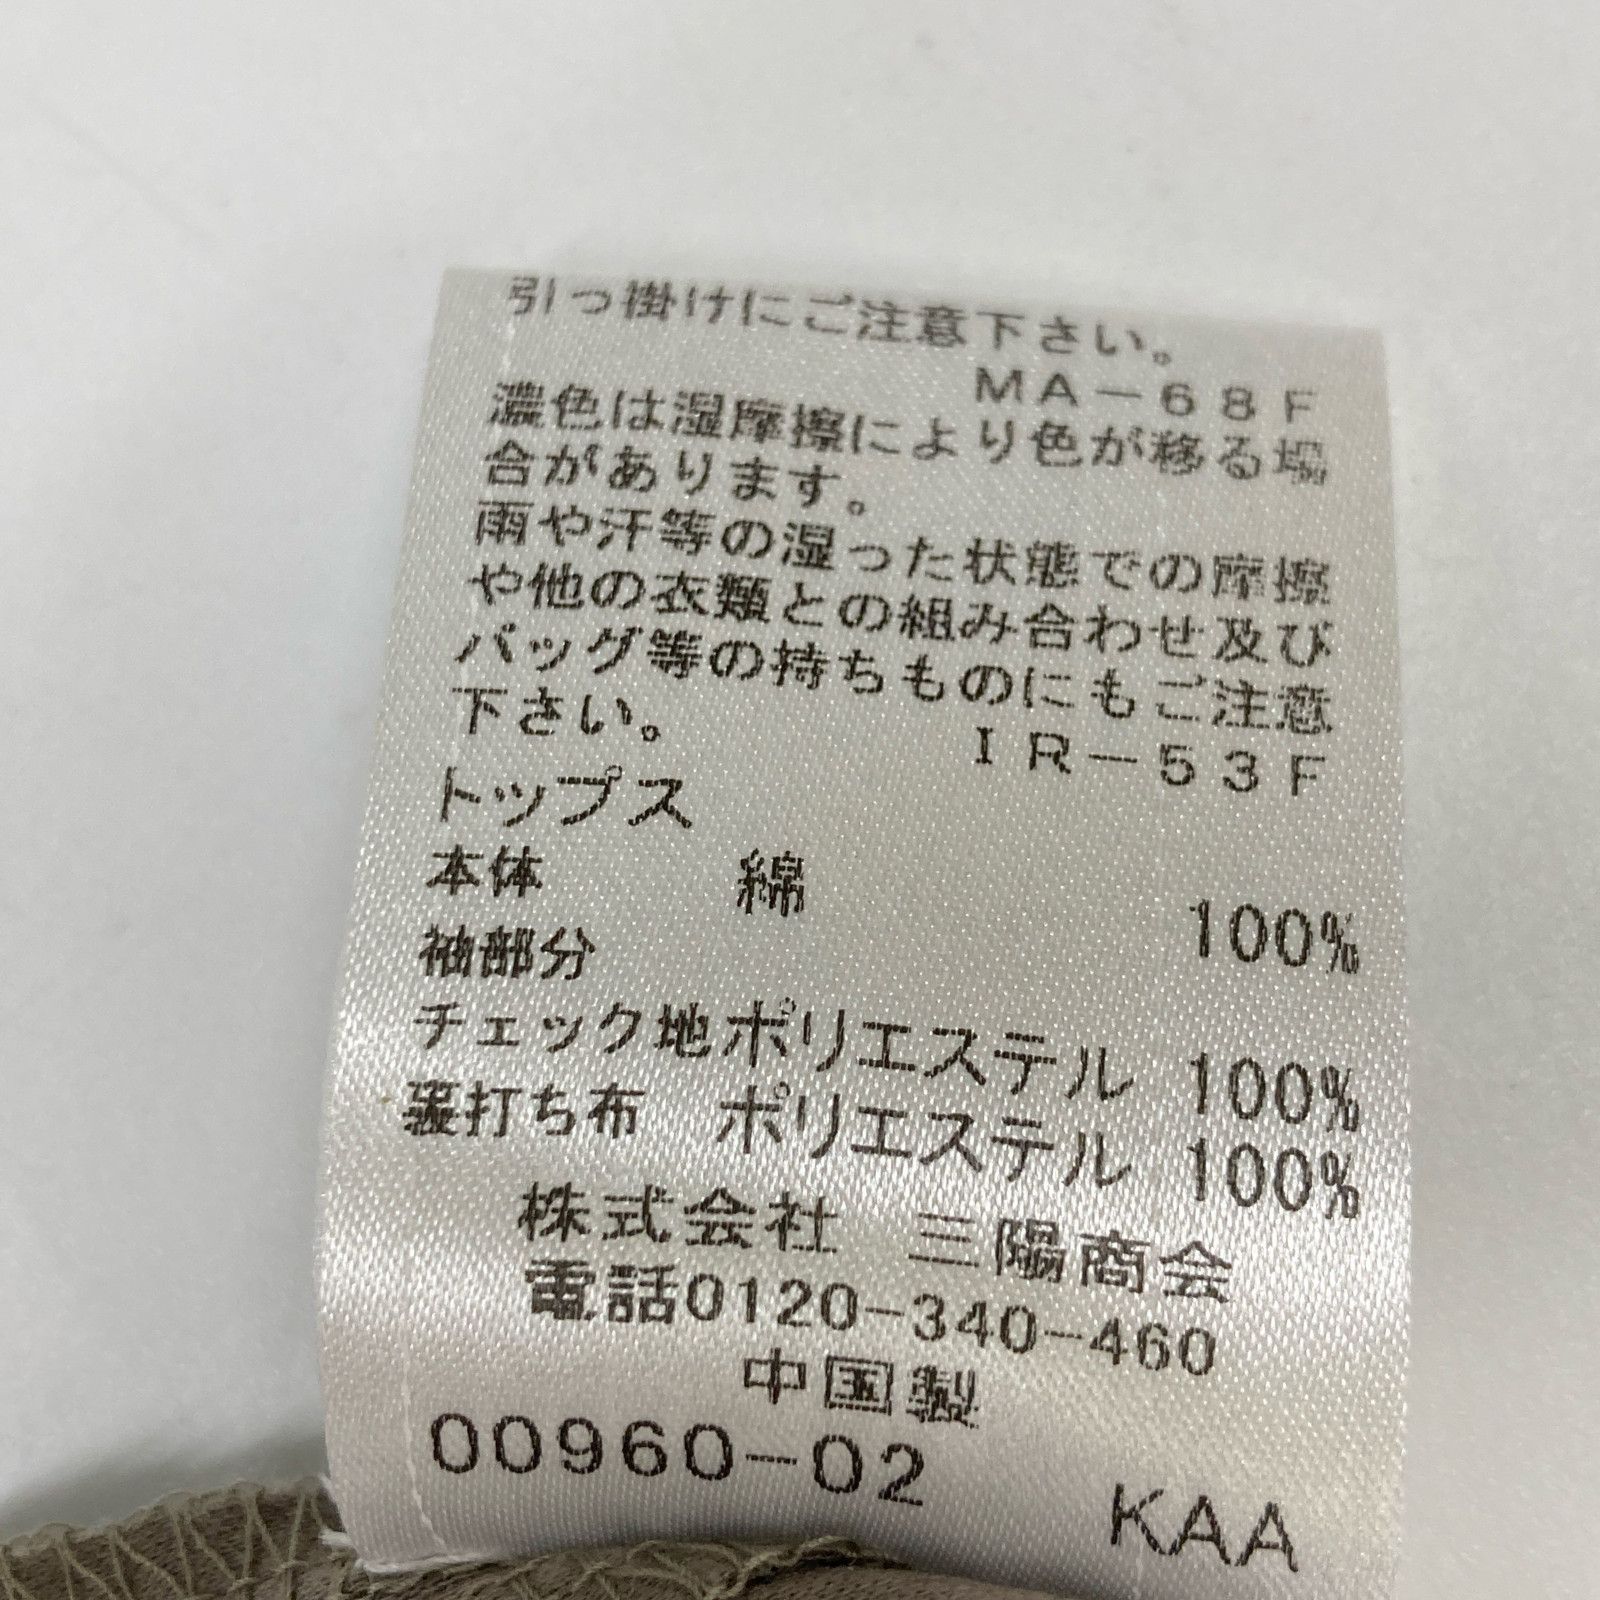 引っ掛けにご注意下さい。
MA-68F
濃色は湿摩擦により色が移る場
合があります。
雨や汗等の湿った状態での摩擦
や他の衣類との組み合わせ及び
バッグ等の持ちものにもご注意
下さい。
IR-53F
トップス
本体 綿 100%
袖部分
チェック地ポリエステル 100%
裏打ち布 ポリエステル 100%
株式会社 三陽商会
電話0120-340-460
中国製
00960-02
KAA